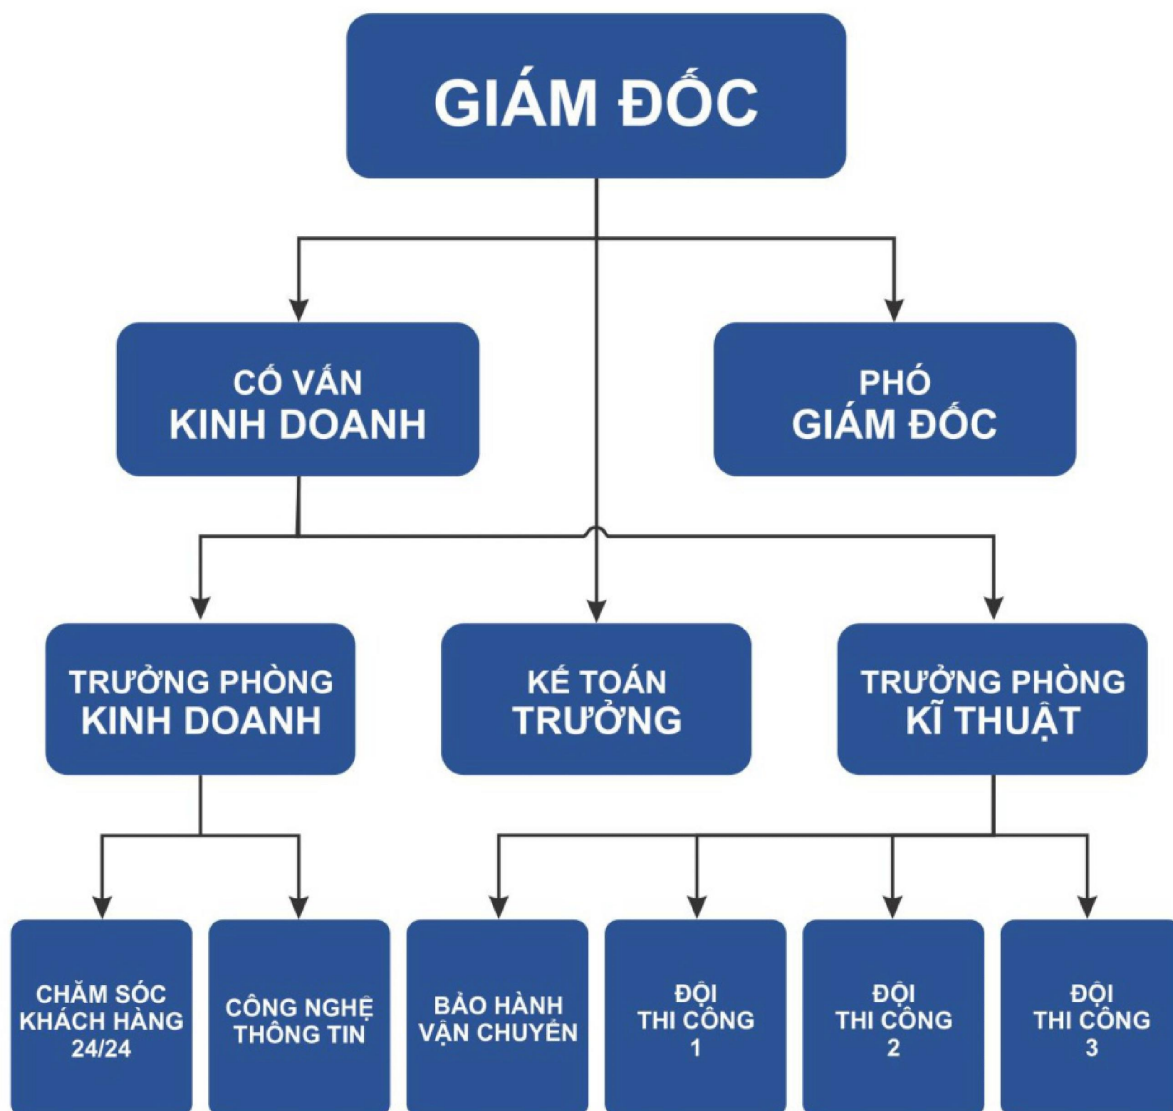 GIÁM ĐỐC
CỐ VẤN
KINH DOANH
PHÓ
GIÁM ĐỐC
TRƯỞNG PHÒNG
KINH DOANH
KẾ TOÁN
TRƯỞNG
TRƯỞNG PHÒNG
KĨ THUẬT
CHĂM SÓC
KHÁCH HÀNG
24/24
CÔNG NGHỆ
THÔNG TIN
BẢO HÀNH
VẬN CHUYỂN
ĐỘI
THI CÔNG
1
ĐỘI
THI CÔNG
2
ĐỘI
THI CÔNG
3